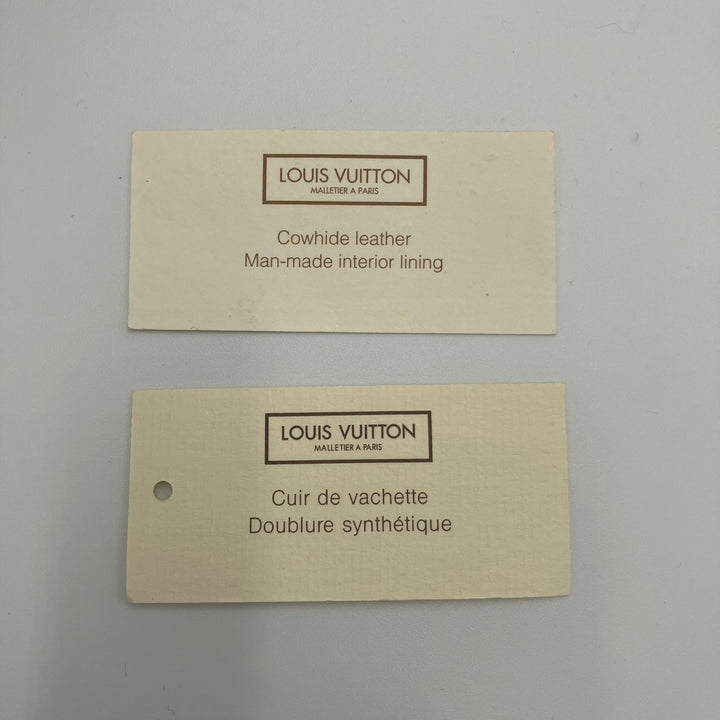 LOUIS VUITTON
MALLETIER A PARIS
Cowhide leather
Man-made interior lining
LOUIS VUITTON
MALLETIER A PARIS
Cuir de vachette
Doublure synthétique